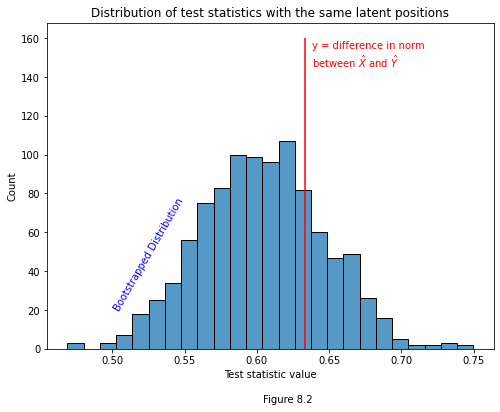 Distribution of test statistics with the same latent positions
160
140
120
100
80
60
40
20
0
Count
y = difference in norm
between X̂ and Ŷ
Bootstrapped Distribution
0.50 0.55 0.60 0.65 0.70 0.75
Test statistic value
Figure 8.2